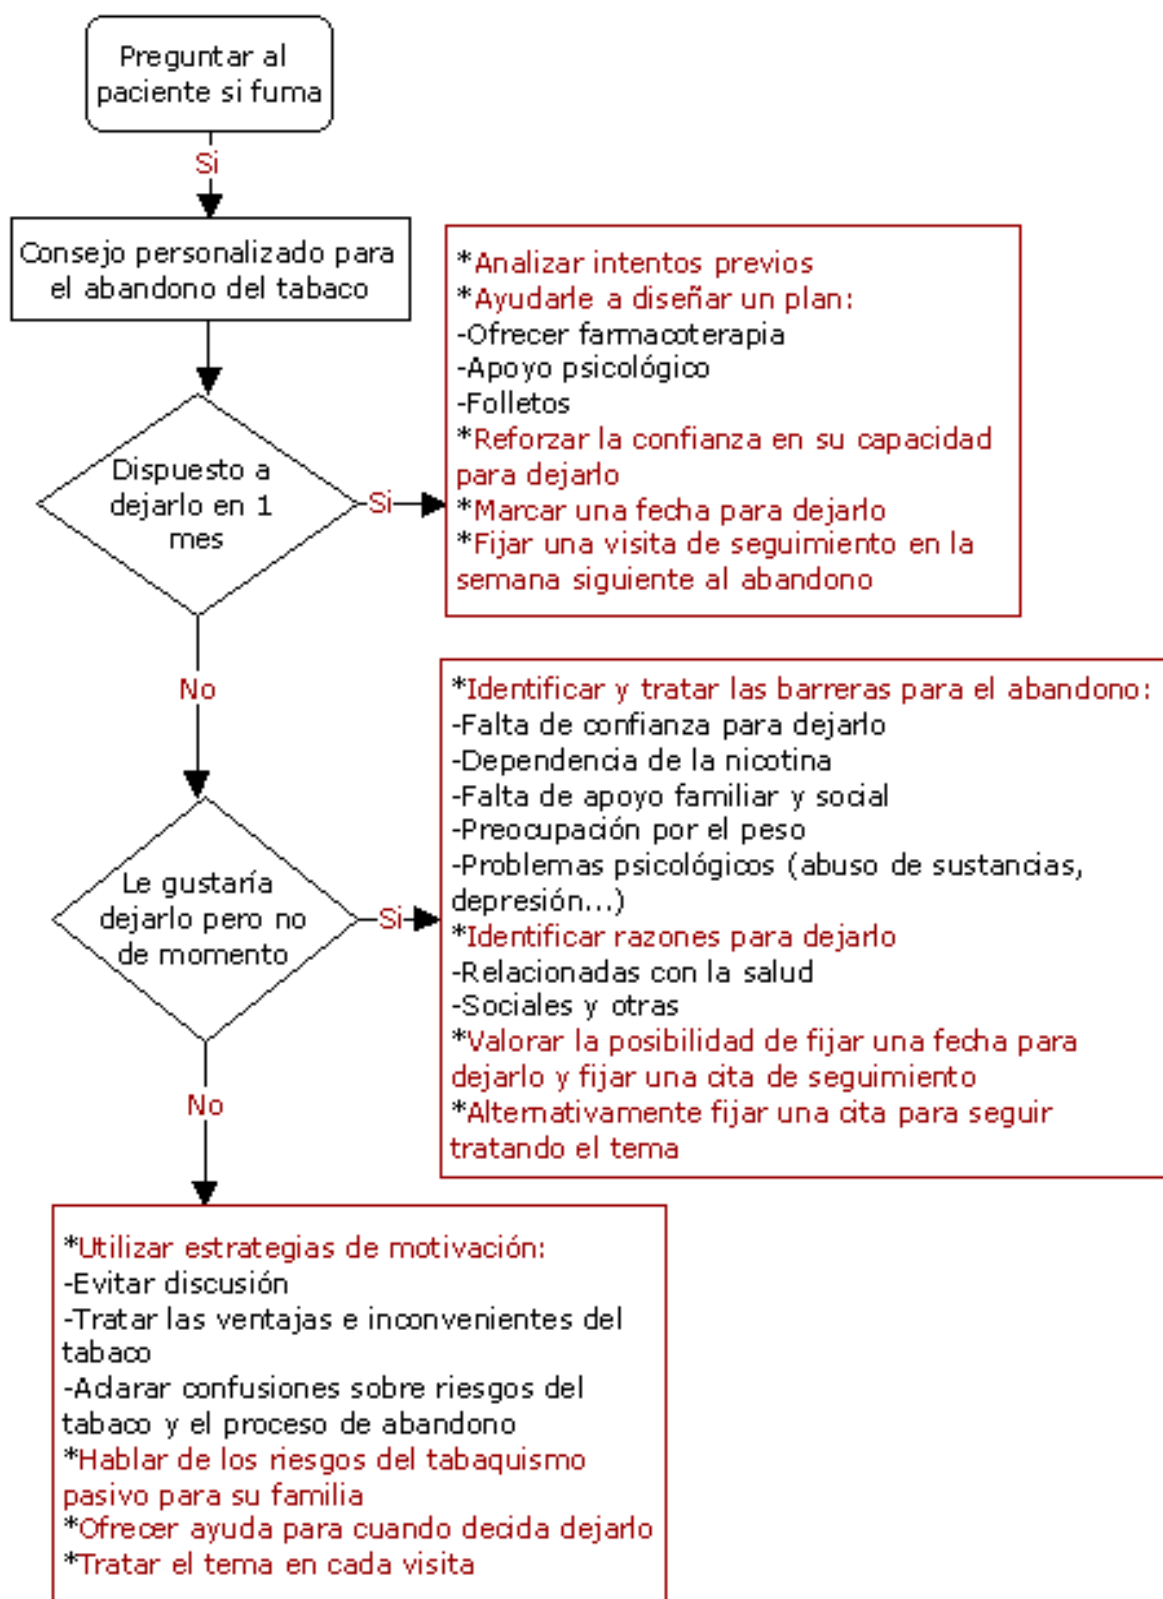 Preguntar al
paciente si fuma
Si
Consejo personalizado para
el abandono del tabaco
*Analizar intentos previos
*Ayudarle a diseñar un plan:
-Ofrecer farmacoterapia
-Apoyo psicológico
-Folletos
*Reforzar la confianza en su capacidad
para dejarlo
*Marcar una fecha para dejarlo
*Fijar una visita de seguimiento en la
semana siguiente al abandono
Dispuesto a
dejarlo en 1
mes
Si
No
*Identificar y tratar las barreras para el abandono:
-Falta de confianza para dejarlo
-Dependencia de la nicotina
-Falta de apoyo familiar y social
-Preocupación por el peso
-Problemas psicológicos (abuso de sustancias,
depresión...)
*Identificar razones para dejarlo
-Relacionadas con la salud
-Sociales y otras
*Valorar la posibilidad de fijar una fecha para
dejarlo y fijar una cita de seguimiento
*Alternativamente fijar una cita para seguir
tratando el tema
Le gustaría
dejarlo pero no
de momento
Si
No
*Utilizar estrategias de motivación:
-Evitar discusión
-Tratar las ventajas e inconvenientes del
tabaco
-Aclarar confusiones sobre riesgos del
tabaco y el proceso de abandono
*Hablar de los riesgos del tabaquismo
pasivo para su familia
*Ofrecer ayuda para cuando decida dejarlo
*Tratar el tema en cada visita